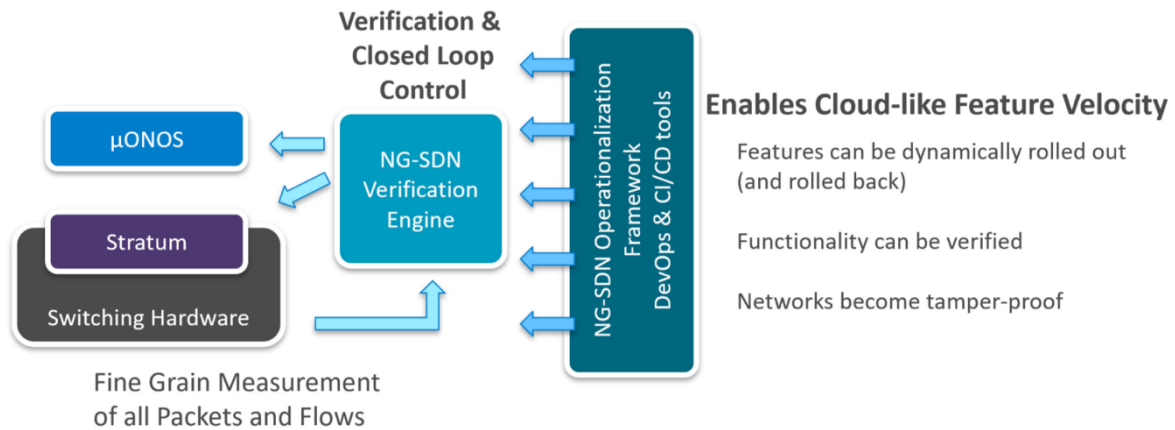 Verification &
Closed Loop
Control
µONOS
NG-SDN
Verification
Engine
Stratum
Switching Hardware
Fine Grain Measurement
of all Packets and Flows
NG-SDN Operationalization
Framework
DevOps & CI/CD tools
Enables Cloud-like Feature Velocity
Features can be dynamically rolled out
(and rolled back)
Functionality can be verified
Networks become tamper-proof